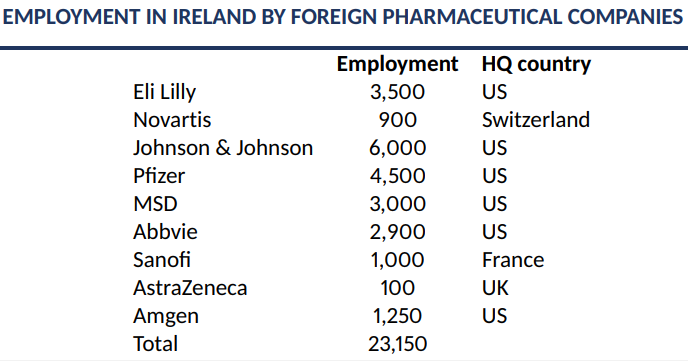 EMPLOYMENT IN IRELAND BY FOREIGN PHARMACEUTICAL COMPANIES
Employment HQ country
Eli Lilly 3,500 US
Novartis 900 Switzerland
Johnson & Johnson 6,000 US
Pfizer 4,500 US
MSD 3,000 US
Abbvie 2,900 US
Sanofi 1,000 France
AstraZeneca 100 UK
Amgen 1,250 US
Total 23,150